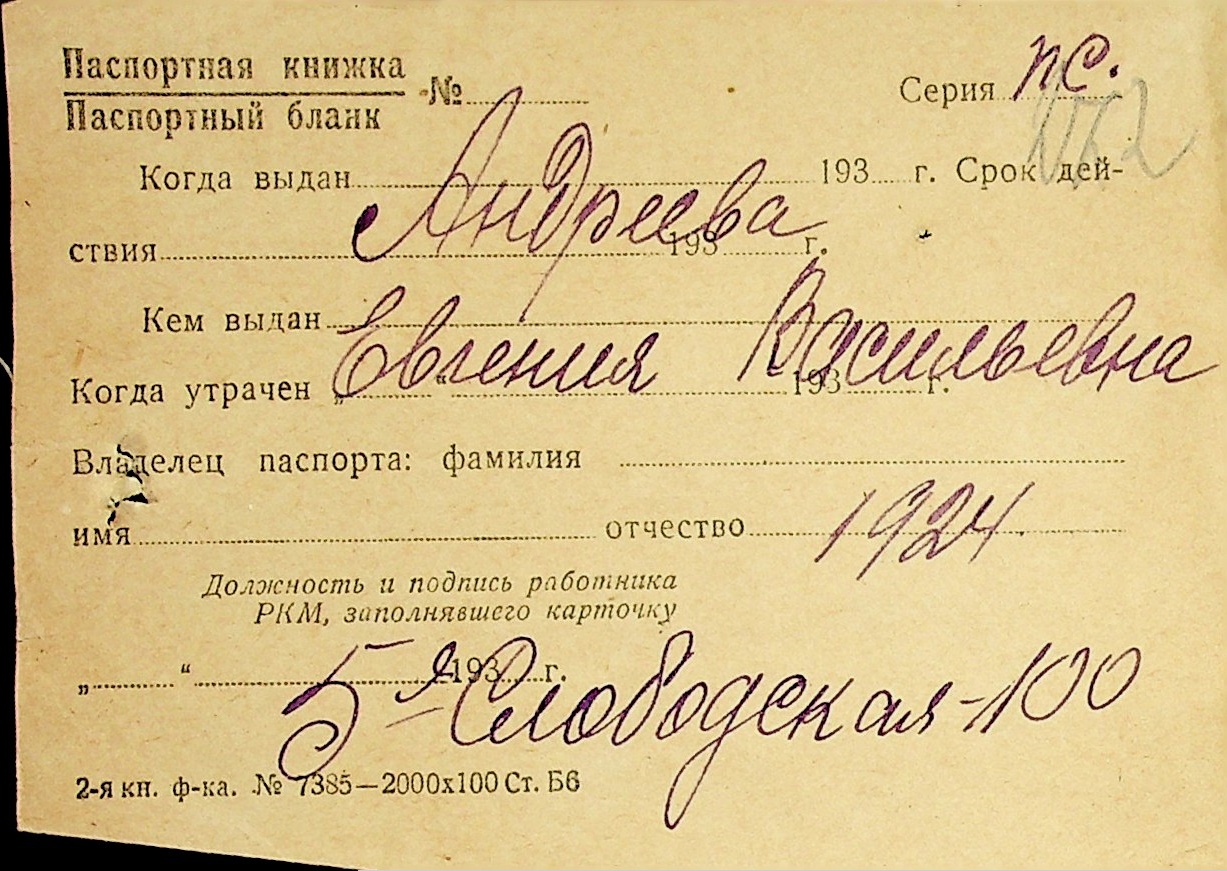 Паспортная книжка
Паспортный бланк №
Серия ПС.
Когда выдан 193 г. Срок дей-
Андреева
ствия 193 г.
Кем выдан
Евгения Васильевна
Когда утрачен „ “ 193 г.
Владелец паспорта: фамилия
имя отчество
1924
Должность и подпись работника
РКМ, заполнявшего карточку
„ “ 193 г.
5я Слободская-100
2-я кн. ф-ка. № 7385—2000х100 Ст. Б6